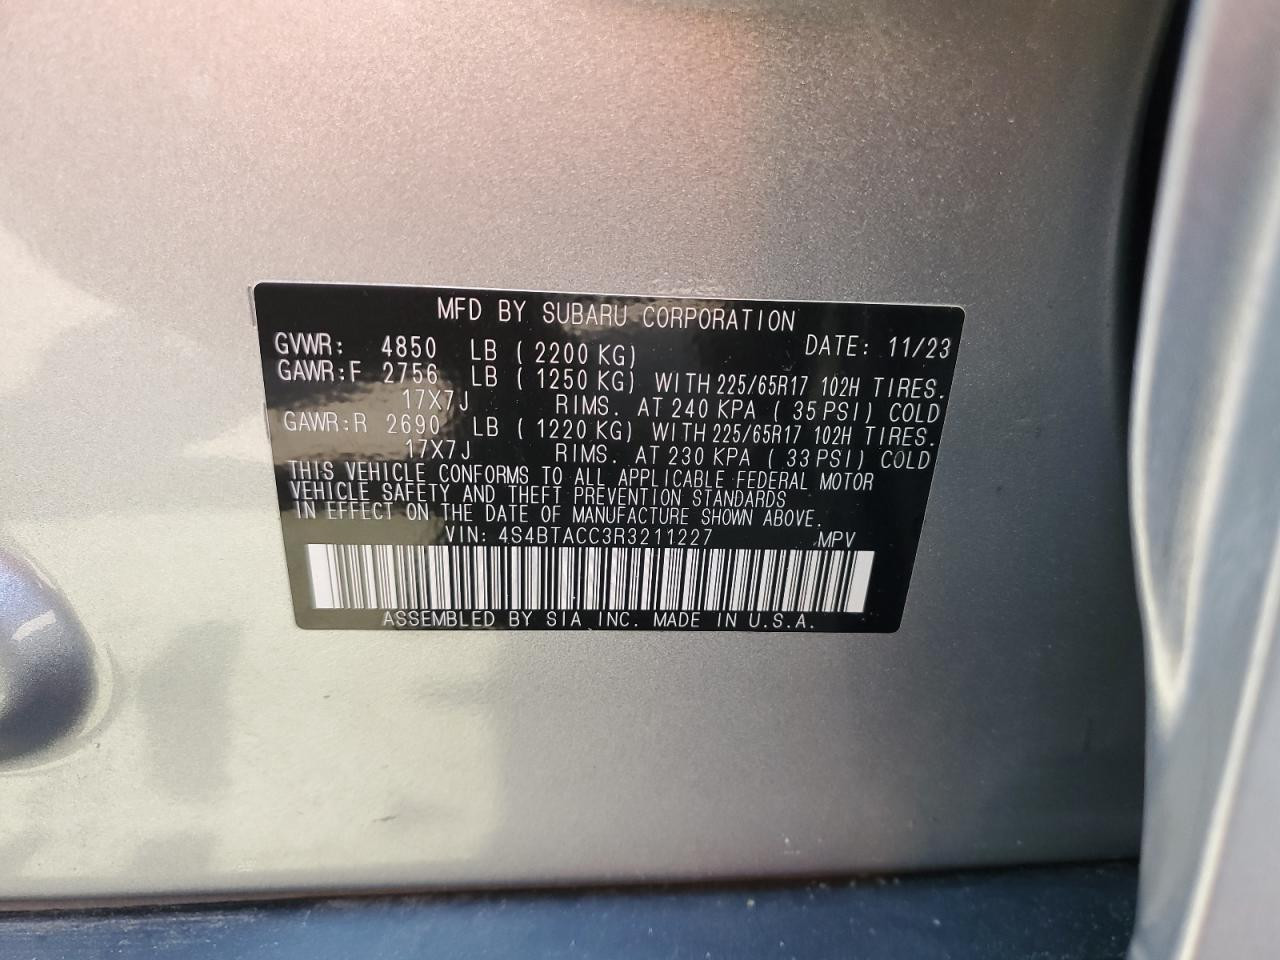 MFD BY SUBARU CORPORATION
GVWR: 4850 LB ( 2200 KG) DATE: 11/23
GAWR:F 2756 LB ( 1250 KG) WITH 225/65R17 102H TIRES.
17X7J RIMS. AT 240 KPA ( 35 PSI) COLD
GAWR:R 2690 LB ( 1220 KG) WITH 225/65R17 102H TIRES.
17X7J RIMS. AT 230 KPA ( 33 PSI) COLD
THIS VEHICLE CONFORMS TO ALL APPLICABLE FEDERAL MOTOR
VEHICLE SAFETY AND THEFT PREVENTION STANDARDS
IN EFFECT ON THE DATE OF MANUFACTURE SHOWN ABOVE.
VIN: 4S4BTACC3R3211227 MPV
ASSEMBLED BY SIA INC. MADE IN U.S.A.